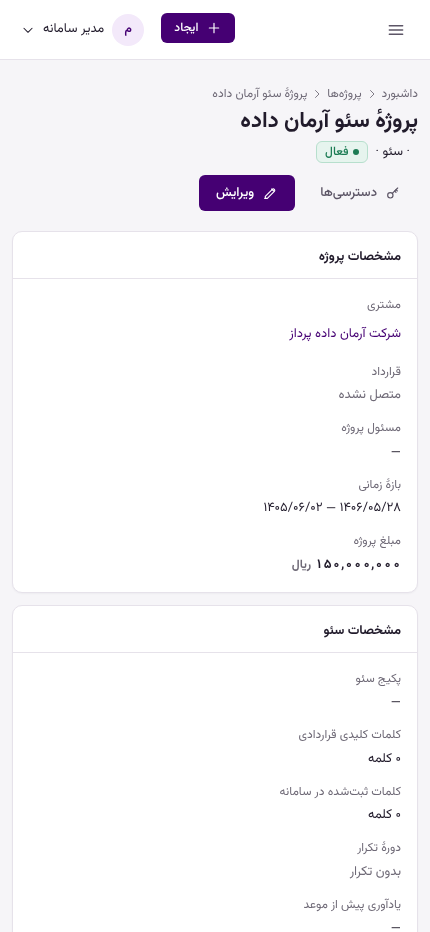 ایجاد
م
مدیر سامانه
داشبورد > پروژه‌ها > پروژهٔ سئو آرمان داده
پروژهٔ سئو آرمان داده
· سئو · فعال
دسترسی‌ها
ویرایش
مشخصات پروژه
مشتری
شرکت آرمان داده پرداز
قرارداد
متصل نشده
مسئول پروژه
—
بازهٔ زمانی
۱۴۰۶/۰۵/۲۸ — ۱۴۰۵/۰۶/۰۲
مبلغ پروژه
۱۵۰,۰۰۰,۰۰۰ ریال
مشخصات سئو
پکیج سئو
—
کلمات کلیدی قراردادی
۰ کلمه
کلمات ثبت‌شده در سامانه
۰ کلمه
دورهٔ تکرار
بدون تکرار
یادآوری پیش از موعد
—